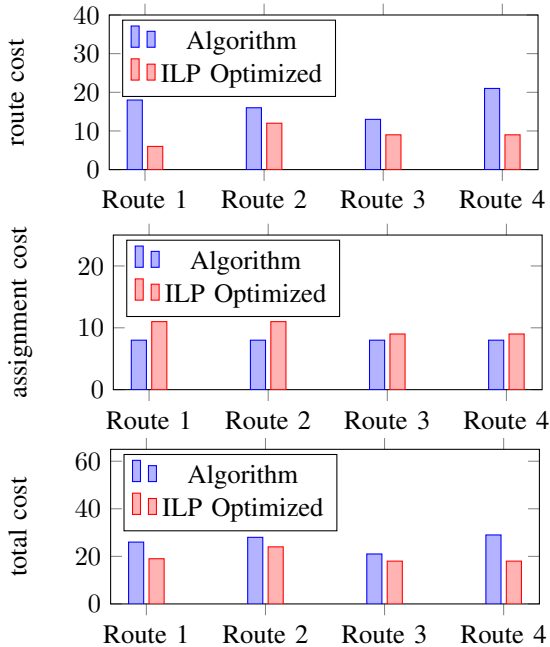 route cost
40
30
20
10
0
Algorithm
ILP Optimized
Route 1 Route 2 Route 3 Route 4
assignment cost
20
10
0
Algorithm
ILP Optimized
Route 1 Route 2 Route 3 Route 4
total cost
60
40
20
0
Algorithm
ILP Optimized
Route 1 Route 2 Route 3 Route 4